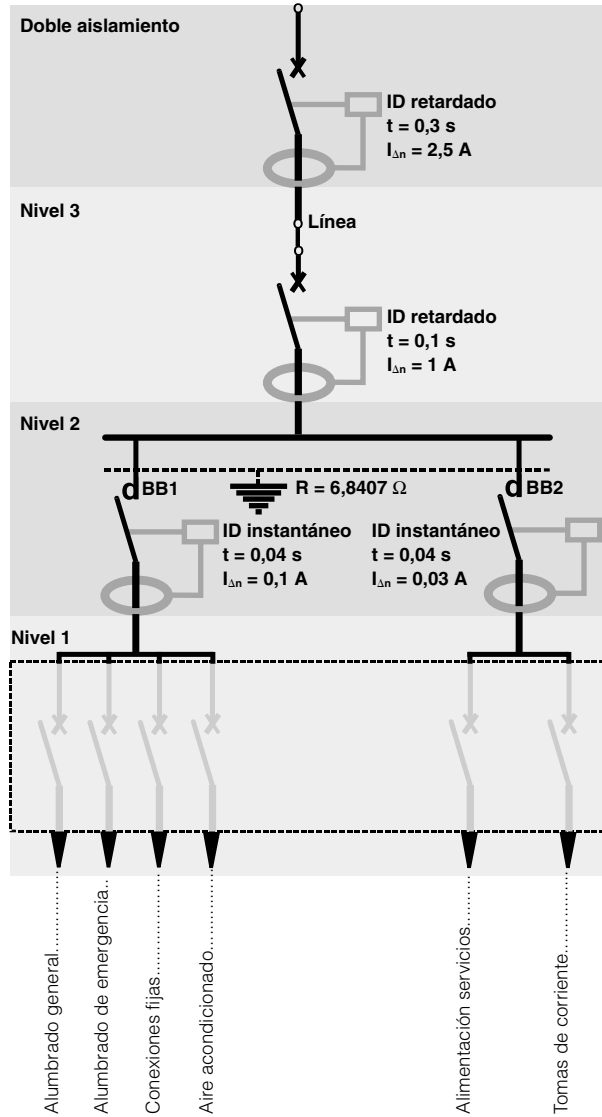 Doble aislamiento
ID retardado
t = 0,3 s
IΔn = 2,5 A
Nivel 3
Línea
ID retardado
t = 0,1 s
IΔn = 1 A
Nivel 2
BB1
R = 6,8407 Ω
BB2
ID instantáneo
t = 0,04 s
IΔn = 0,1 A
ID instantáneo
t = 0,04 s
IΔn = 0,03 A
Nivel 1
Alumbrado general
Alumbrado de emergencia
Conexiones fijas
Aire acondicionado
Alimentación servicios
Tomas de corriente